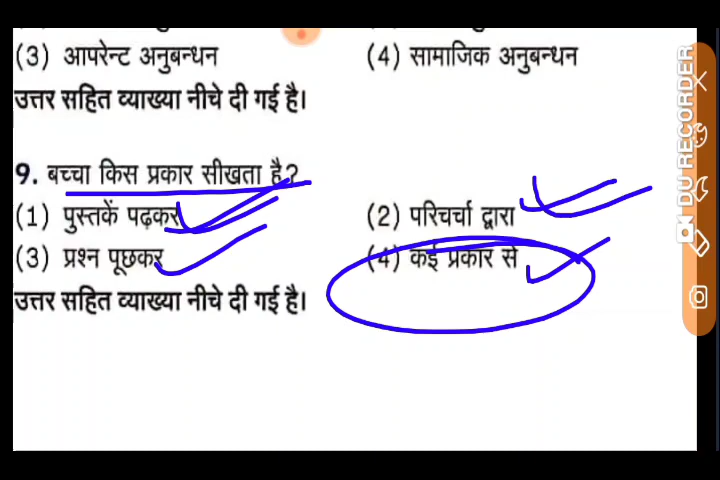 (3) आपरेन्ट अनुबन्धन (4) सामाजिक अनुबन्धन
उत्तर सहित व्याख्या नीचे दी गई है।
9. बच्चा किस प्रकार सीखता है?
(1) पुस्तकें पढ़कर (2) परिचर्चा द्वारा
(3) प्रश्न पूछकर (4) कई प्रकार से
उत्तर सहित व्याख्या नीचे दी गई है।
DU RECORDER